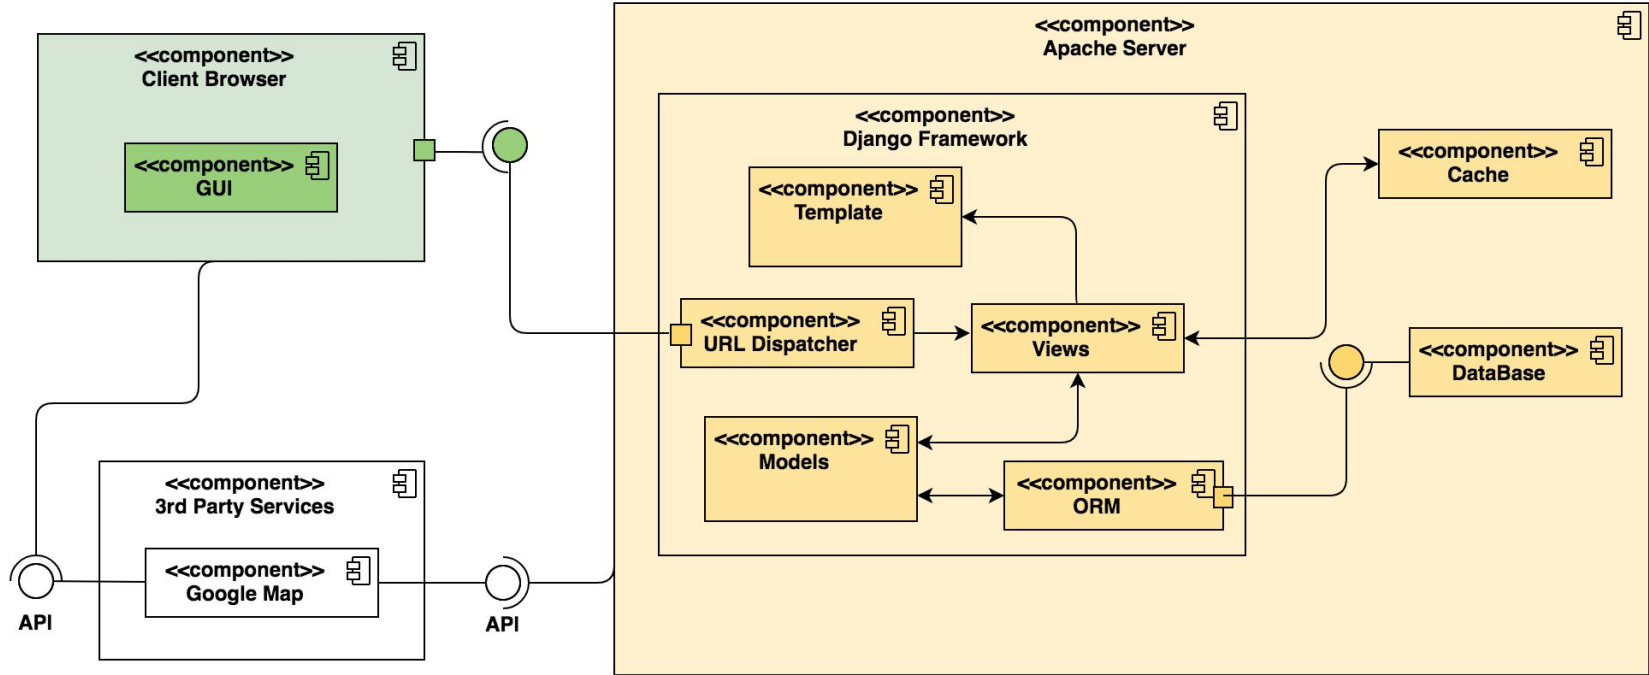 <<component>>
Client Browser
<<component>>
GUI
<<component>>
3rd Party Services
<<component>>
Google Map
API
API
<<component>>
Apache Server
<<component>>
Django Framework
<<component>>
Template
<<component>>
URL Dispatcher
<<component>>
Views
<<component>>
Models
<<component>>
ORM
<<component>>
Cache
<<component>>
DataBase